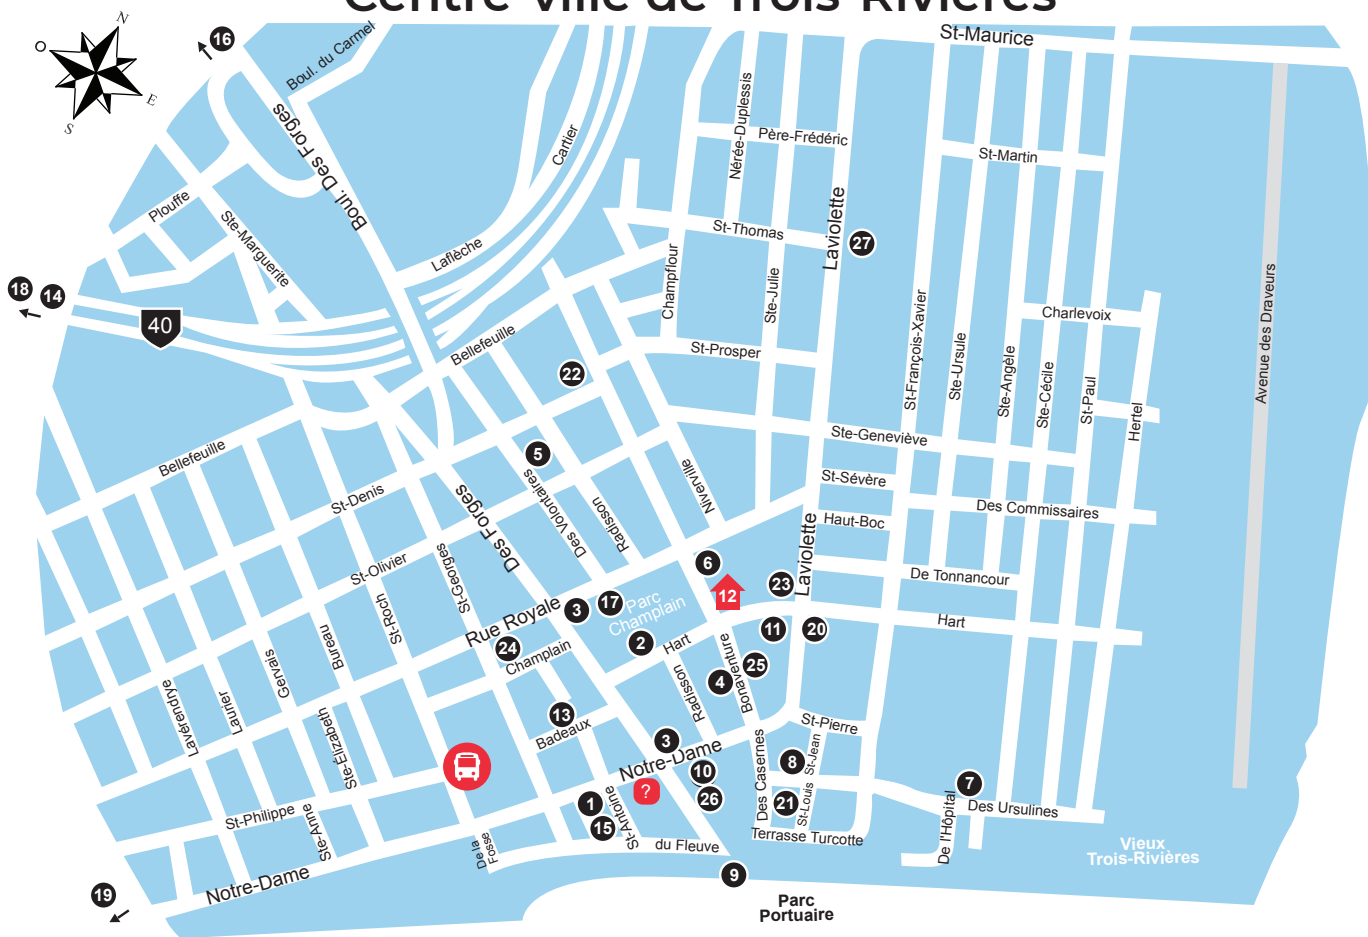 Centre-ville de Trois-Rivières
N
O
E
S
16
Boul. du Carmel
Boul. Des Forges
Cartier
St-Maurice
Nérée-Duplessis
Père-Frédéric
St-Martin
Plouffe
Ste-Marguerite
Laflèche
St-Thomas
Laviolette
27
Champflour
Ste-Julie
18
14
40
Bellefeuille
St-Prosper
St-François-Xavier
Ste-Ursule
Ste-Angèle
Ste-Cécile
St-Paul
Charlevoix
Hertel
Avenue des Draveurs
22
5
Ste-Geneviève
Bellefeuille
St-Denis
Des Forges
Des Volontaires
Radisson
Niverville
St-Sévère
Haut-Boc
Des Commissaires
Laviolette
St-Olivier
St-Georges
6
12
23
De Tonnancour
Rue Royale
3
17
Parc
Champlain
2
Hart
11
20
Hart
St-Roch
Bureau
Gervais
Laurier
Lavérendrye
24
Champlain
Radisson
Bonaventure
25
4
Ste-Élizabeth
13
Badeaux
3
Notre-Dame
St-Pierre
Des Casernes
St-Jean
8
10
26
?
7
21
St-Louis
St-Philippe
Ste-Anne
1
15
St-Antoine
De la
Fosse
du Fleuve
Terrasse Turcotte
De l'Hôpital
Des Ursulines
Vieux
Trois-Rivières
Notre-Dame
19
9
Parc
Portuaire